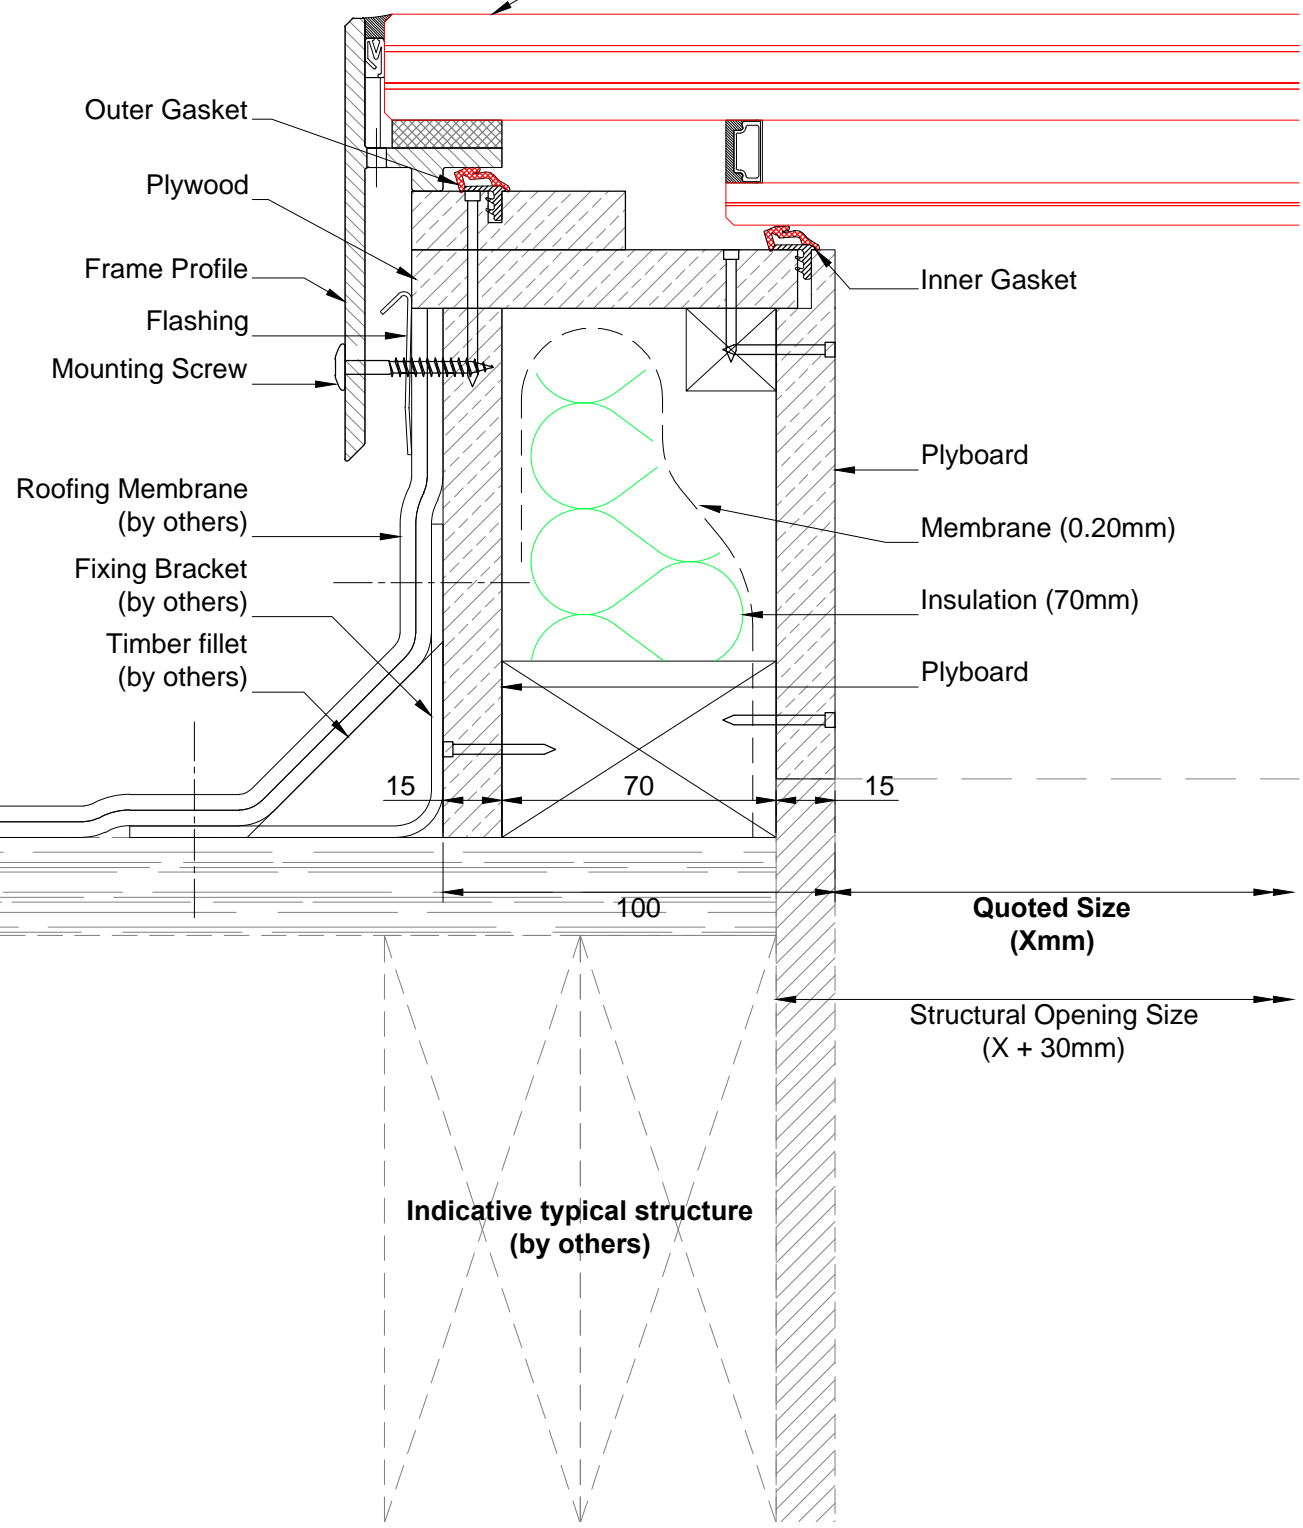 Outer Gasket
Plywood
Frame Profile
Flashing
Mounting Screw
Roofing Membrane
(by others)
Fixing Bracket
(by others)
Timber fillet
(by others)
Inner Gasket
Plyboard
Membrane (0.20mm)
Insulation (70mm)
Plyboard
15
70
15
100
Quoted Size
(Xmm)
Structural Opening Size
(X + 30mm)
Indicative typical structure
(by others)